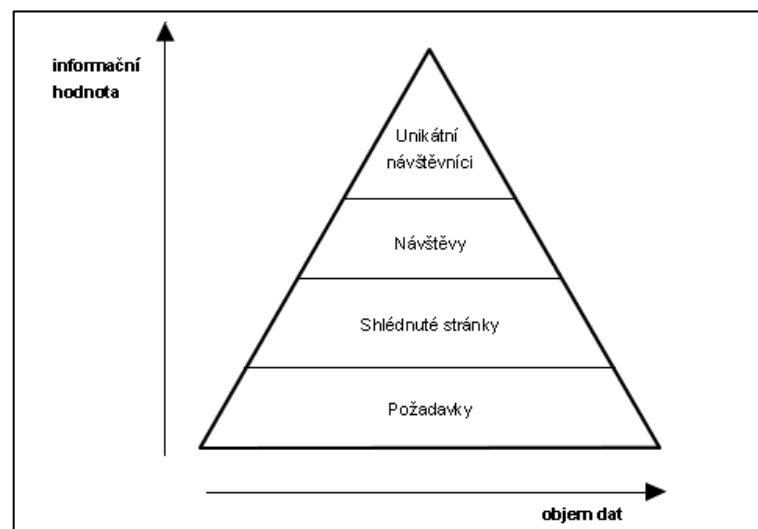 informační
hodnota
Unikátní
návštěvníci
Návštěvy
Shlédnuté stránky
Požadavky
objem dat